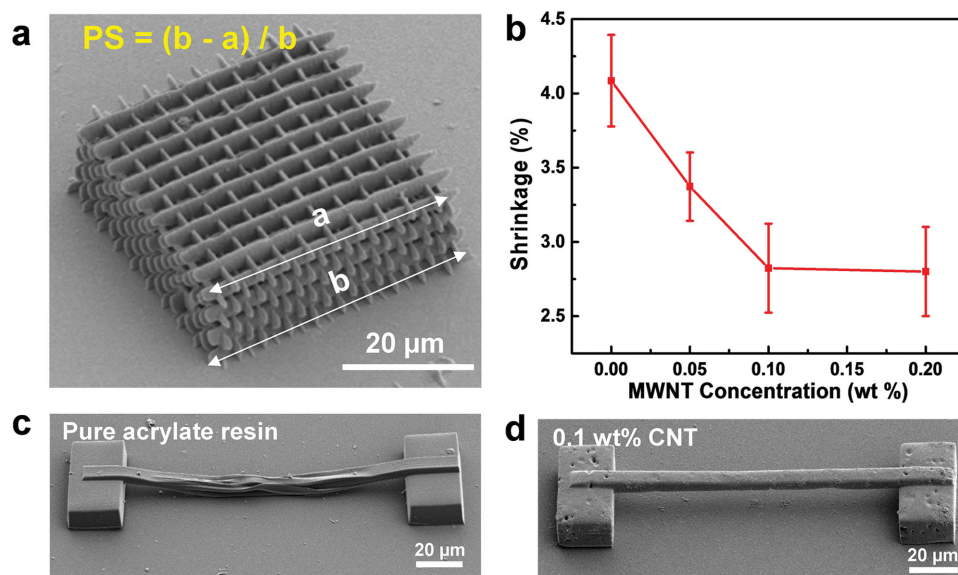 a
PS = (b - a) / b
a
b
20 µm
b
Shrinkage (%)
4.5
4.0
3.5
3.0
2.5
0.00
0.05
0.10
0.15
0.20
MWNT Concentration (wt %)
c
Pure acrylate resin
20 µm
d
0.1 wt% CNT
20 µm